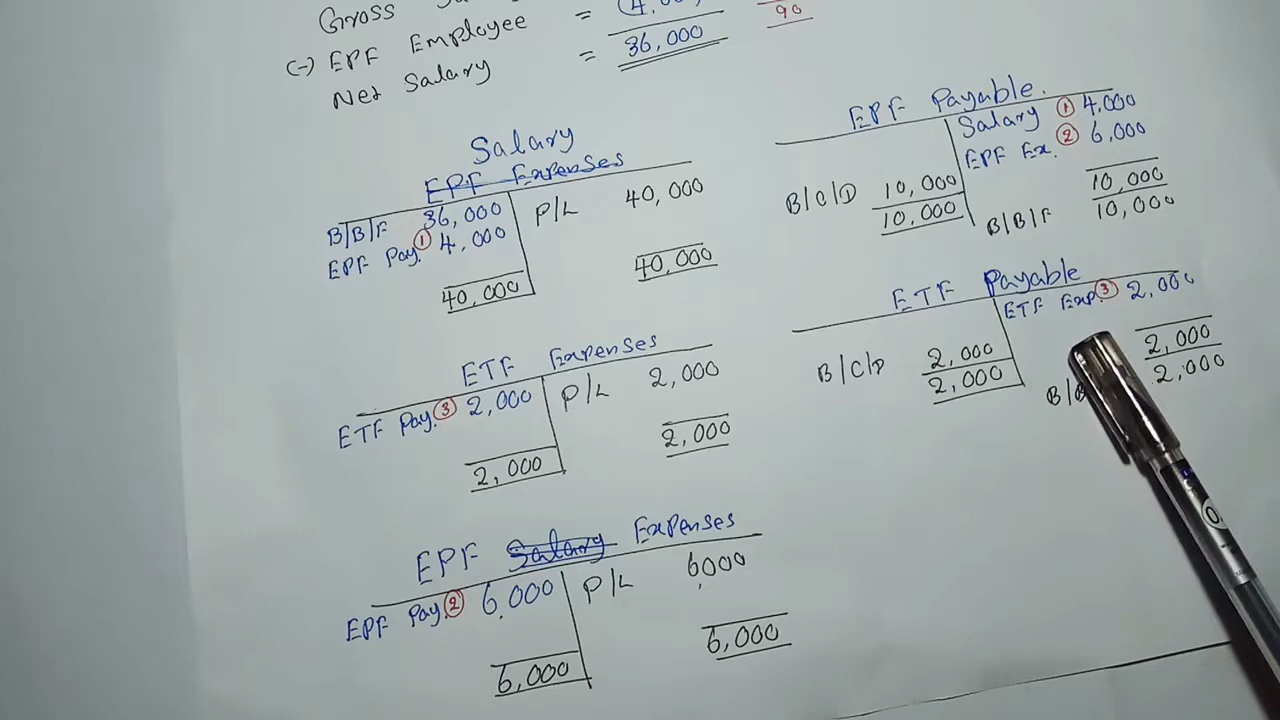 Gross
(-) EPF Employee = (4,000
90
Net Salary = 36,000
Salary
EPF Expenses
B/B/F 36,000 P/L 40,000
EPF Pay. ① 4,000
40,000 40,000
ETF Expenses
ETF Pay. ③ 2,000 P/L 2,000
2,000 2,000
EPF Salary Expenses
EPF Pay. ② 6,000 P/L 6,000
6,000 6,000
EPF Payable.
Salary ① 4,000
EPF Ex. ② 6,000
B/C/D 10,000 10,000
10,000 B/B/F 10,000
ETF Payable
ETF Exp. ③ 2,000
B/C/D 2,000 2,000
2,000 B/B 2,000